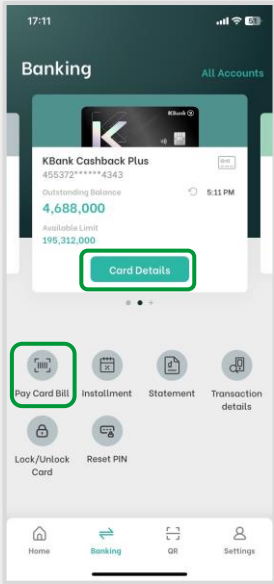 17:11
51
Banking
All Accounts
KBank
KBank Cashback Plus
455372******4343
Outstanding Balance
5:11 PM
4,688,000
Available Limit
195,312,000
Card Details
Pay Card Bill
Installment
Statement
Transaction
details
Lock/Unlock
Card
Reset PIN
Home
Banking
QR
Settings